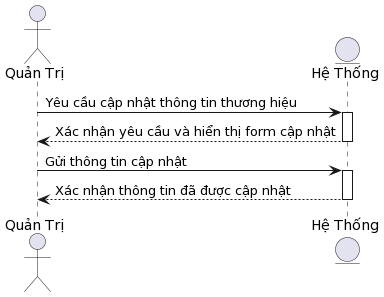 Quản Trị
Hệ Thống
Yêu cầu cập nhật thông tin thương hiệu
Xác nhận yêu cầu và hiển thị form cập nhật
Gửi thông tin cập nhật
Xác nhận thông tin đã được cập nhật
Quản Trị
Hệ Thống